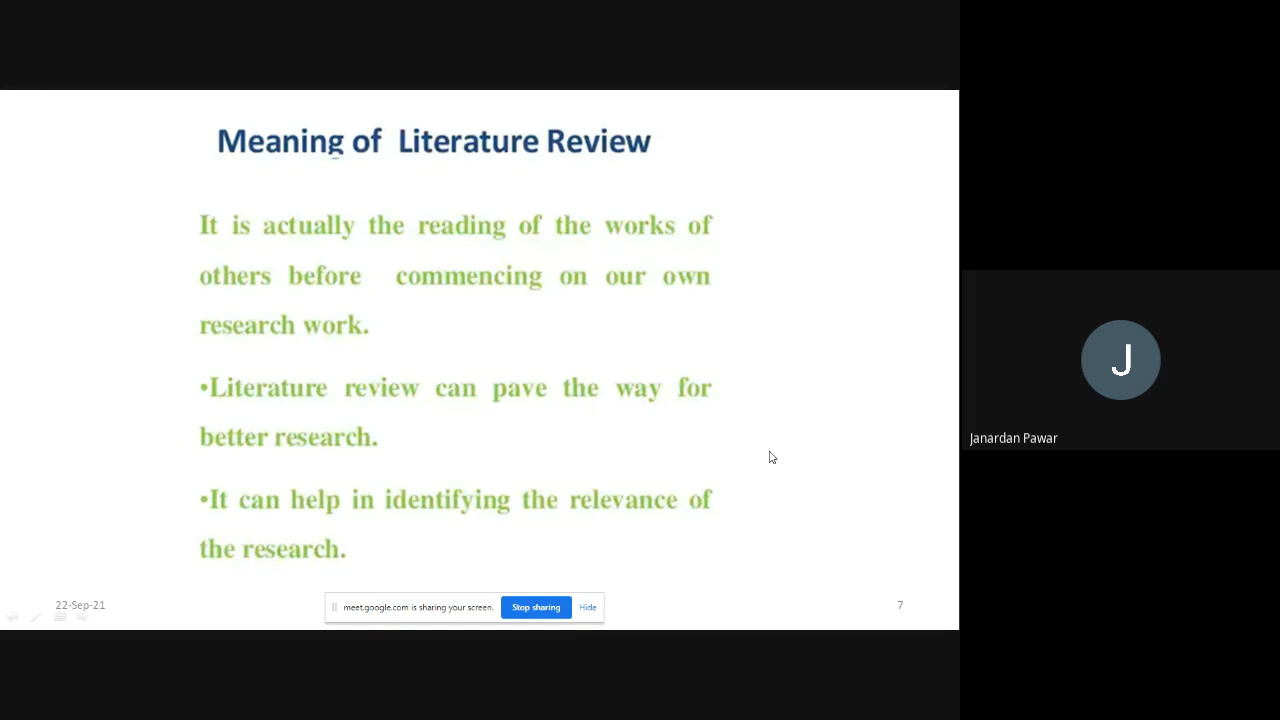 Meaning of Literature Review
It is actually the reading of the works of
others before commencing on our own
research work.
•Literature review can pave the way for
better research.
•It can help in identifying the relevance of
the research.
22-Sep-21
meet.google.com is sharing your screen.
Stop sharing
Hide
7
J
Janardan Pawar